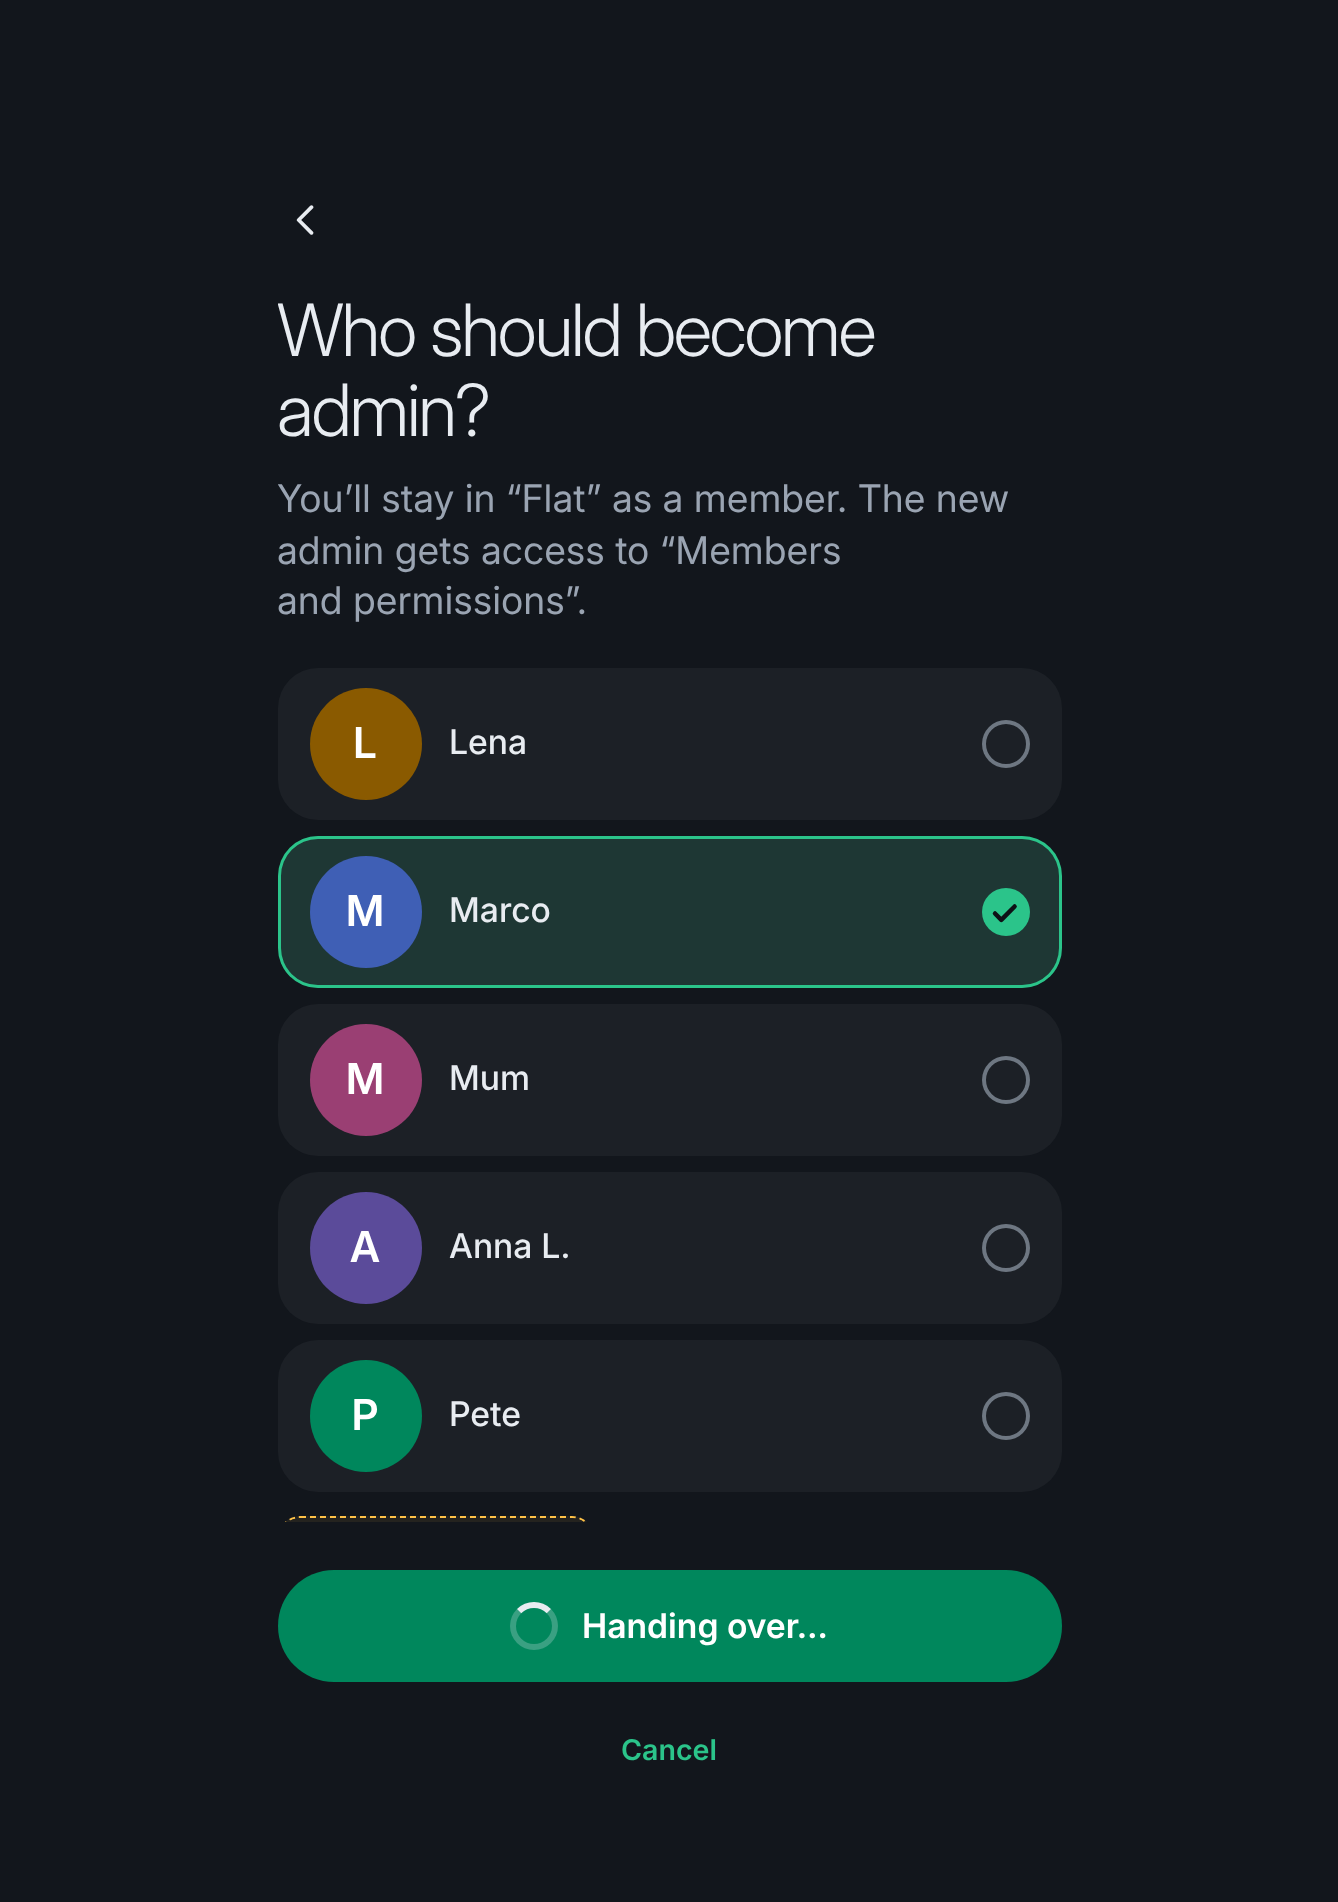 Who should become
admin?
You’ll stay in “Flat” as a member. The new
admin gets access to “Members
and permissions”.
L Lena
M Marco
M Mum
A Anna L.
P Pete
Handing over…
Cancel